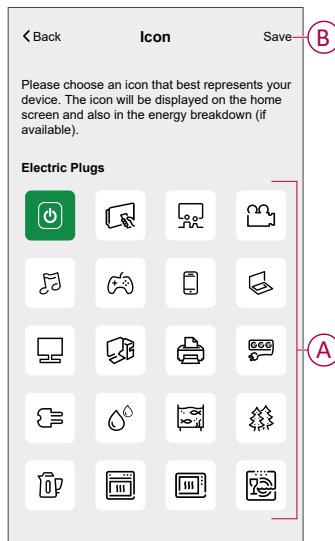 Back Icon Save B
Please choose an icon that best represents your
device. The icon will be displayed on the home
screen and also in the energy breakdown (if
available).
Electric Plugs
A